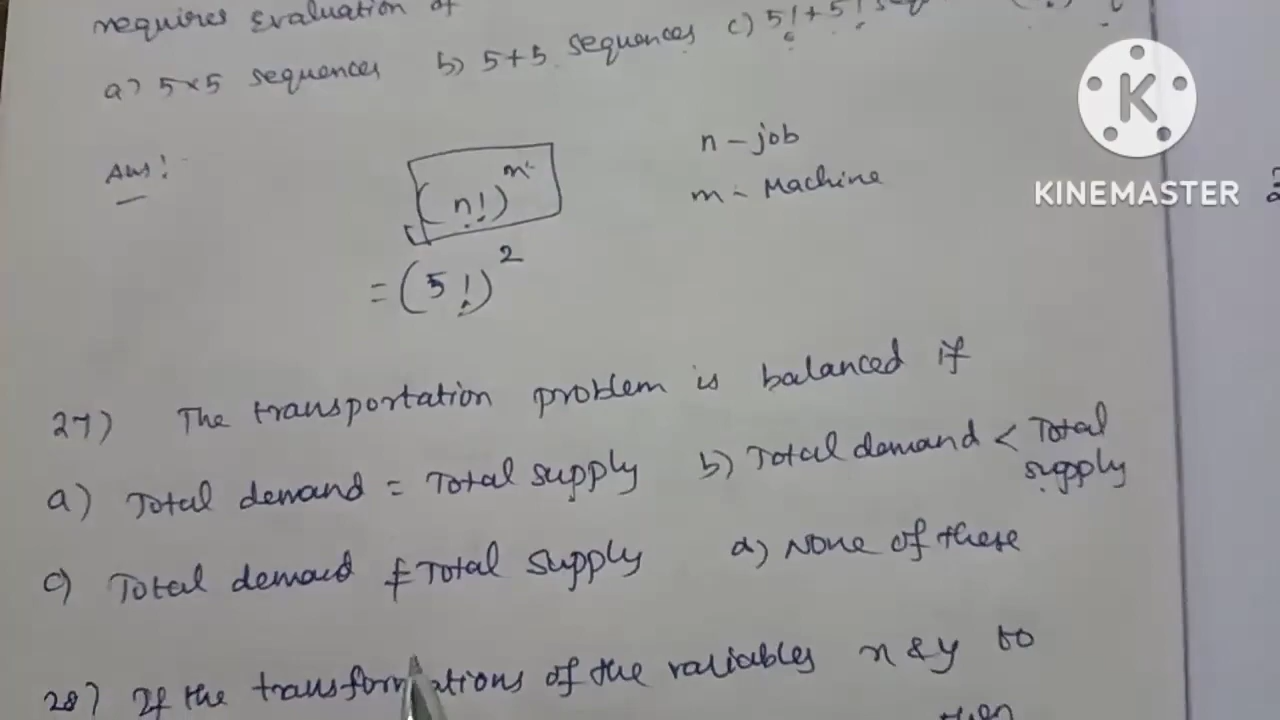 requires Evaluation of
a) 5×5 sequences b) 5+5 sequences c) 5!+5!
Ans:
(n!)^m
n - job
m - Machine
= (5!)^2
27) The transportation problem is balanced if
a) Total demand = Total supply b) Total demand < Total supply
c) Total demand ≠ Total supply d) None of these
28) If the transformations of the variables x & y to
then
K
KINEMASTER